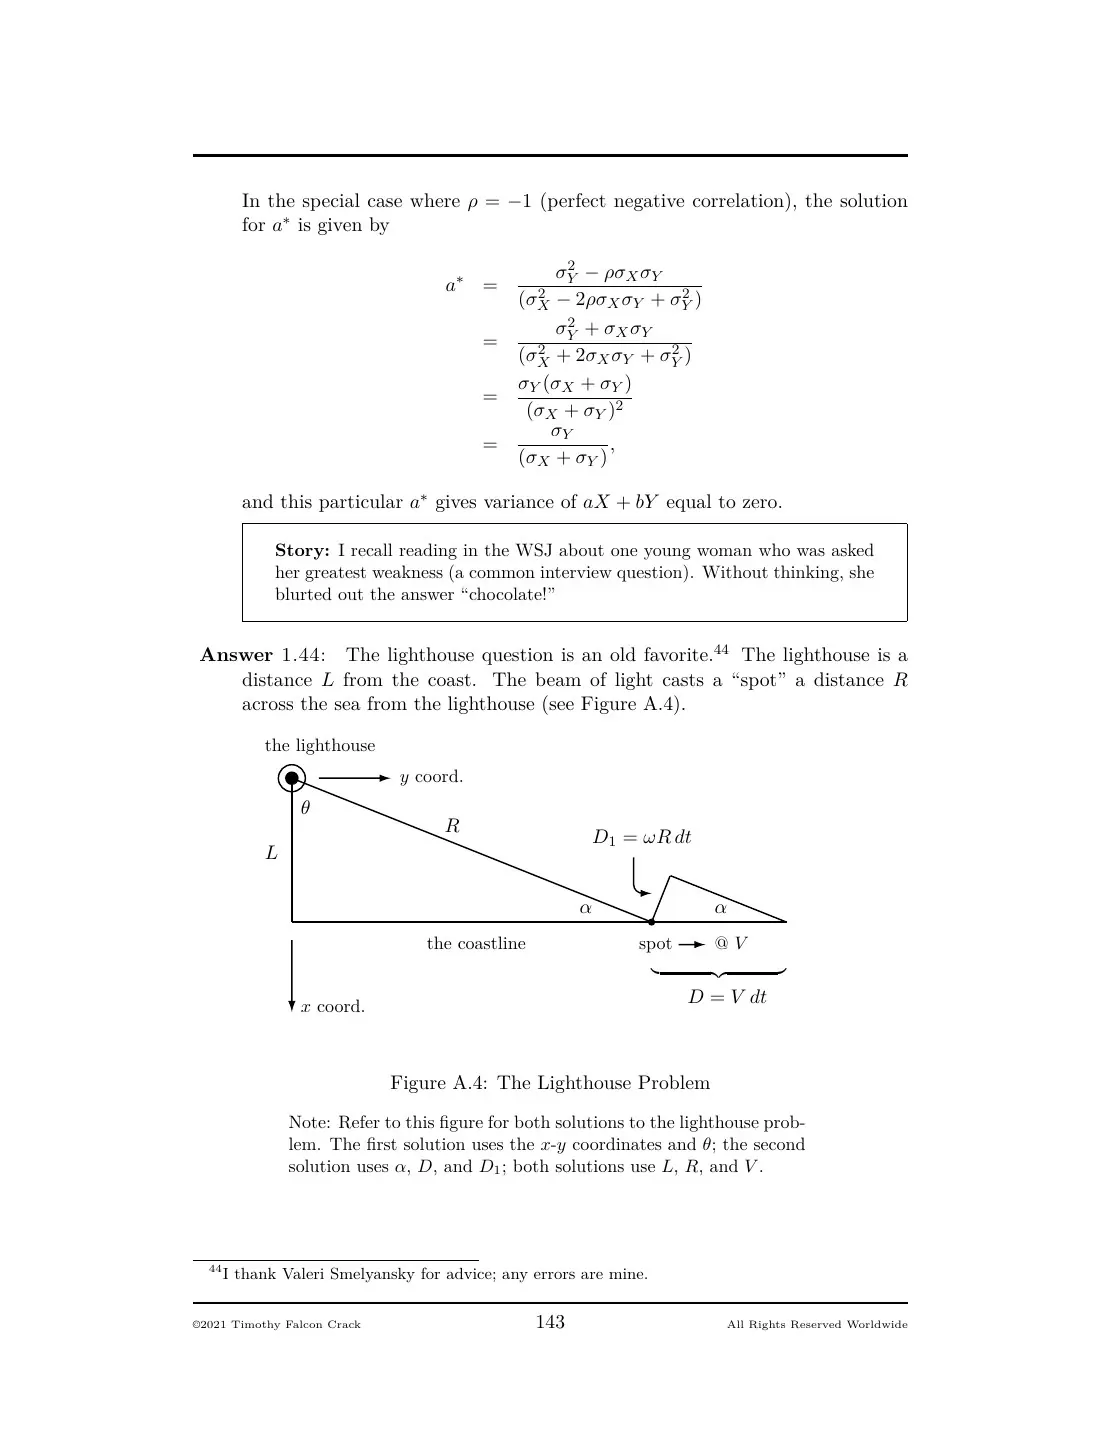 In the special case where ρ = −1 (perfect negative correlation), the solution
for a* is given by
a* = (σ_Y^2 − ρσ_Xσ_Y) / (σ_X^2 − 2ρσ_Xσ_Y + σ_Y^2)
= (σ_Y^2 + σ_Xσ_Y) / (σ_X^2 + 2σ_Xσ_Y + σ_Y^2)
= σ_Y(σ_X + σ_Y) / (σ_X + σ_Y)^2
= σ_Y / (σ_X + σ_Y),
and this particular a* gives variance of aX + bY equal to zero.
Story: I recall reading in the WSJ about one young woman who was asked
her greatest weakness (a common interview question). Without thinking, she
blurted out the answer “chocolate!”
Answer 1.44: The lighthouse question is an old favorite.44 The lighthouse is a
distance L from the coast. The beam of light casts a “spot” a distance R
across the sea from the lighthouse (see Figure A.4).
the lighthouse
y coord.
θ
R
D₁ = ωR dt
L
α
α
the coastline
spot
@ V
D = V dt
x coord.
Figure A.4: The Lighthouse Problem
Note: Refer to this figure for both solutions to the lighthouse prob-
lem. The first solution uses the x-y coordinates and θ; the second
solution uses α, D, and D₁; both solutions use L, R, and V.
44I thank Valeri Smelyansky for advice; any errors are mine.
©2021 Timothy Falcon Crack
143
All Rights Reserved Worldwide